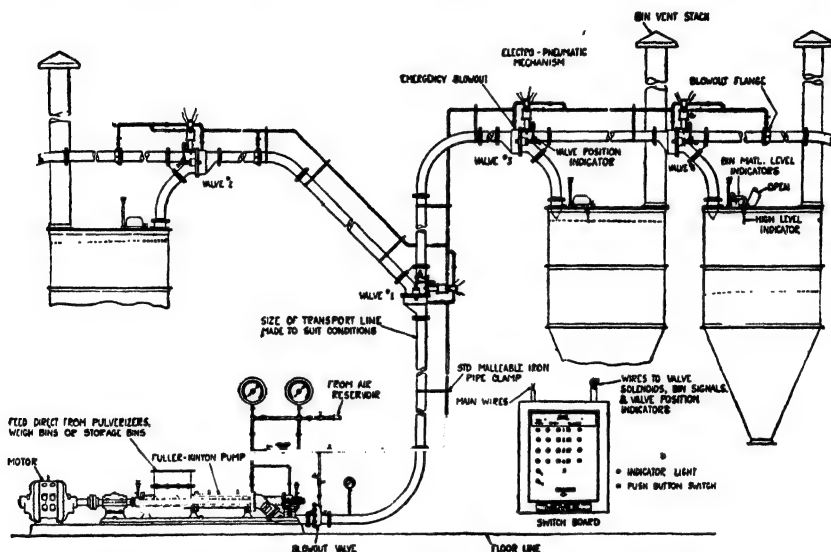 BIN VENT STACK
ELECTRO-PNEUMATIC
MECHANISM
EMERGENCY BLOWOUT
BLOWOUT FLANGE
VALVE #2
VALVE #3
VALVE POSITION
INDICATOR
VALVE
BIN MATL. LEVEL
INDICATORS
OPEN
HIGH LEVEL
INDICATOR
VALVE #1
SIZE OF TRANSPORT LINE
MADE TO SUIT CONDITIONS
STD MALLEABLE IRON
PIPE CLAMP
FROM AIR
RESERVOIR
MAIN WIRES
WIRES TO VALVE
SOLENOIDS, BIN SIGNALS,
& VALVE POSITION
INDICATORS
FEED DIRECT FROM PULVERIZERS,
WEIGH BINS OR STORAGE BINS
FULLER-KINYON PUMP
MOTOR
INDICATOR LIGHT
PUSH BUTTON SWITCH
SWITCH BOARD
BLOWOUT VALVE
FLOOR LINE